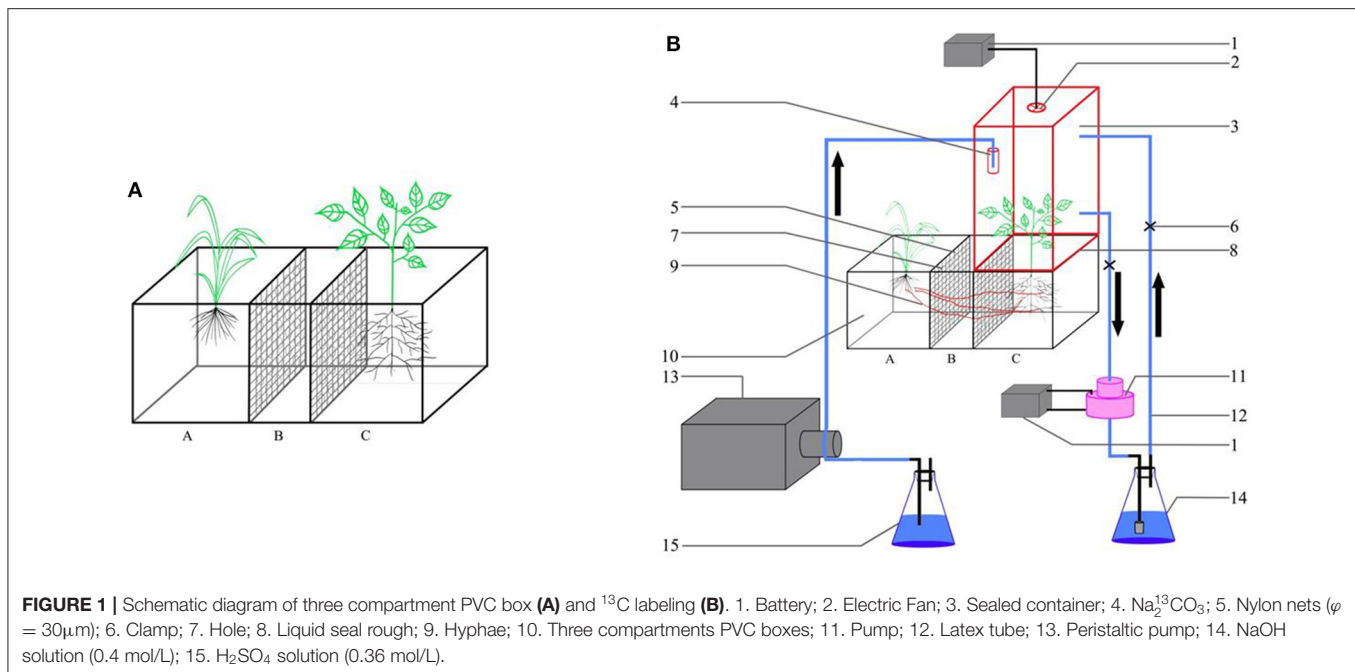 A
A
B
C
B
1
2
3
4
5
7
9
10
13
6
8
11
12
1
14
15
A
B
C
FIGURE 1 | Schematic diagram of three compartment PVC box (A) and ¹³C labeling (B). 1. Battery; 2. Electric Fan; 3. Sealed container; 4. Na₂¹³CO₃; 5. Nylon nets (φ
= 30μm); 6. Clamp; 7. Hole; 8. Liquid seal rough; 9. Hyphae; 10. Three compartments PVC boxes; 11. Pump; 12. Latex tube; 13. Peristaltic pump; 14. NaOH
solution (0.4 mol/L); 15. H₂SO₄ solution (0.36 mol/L).